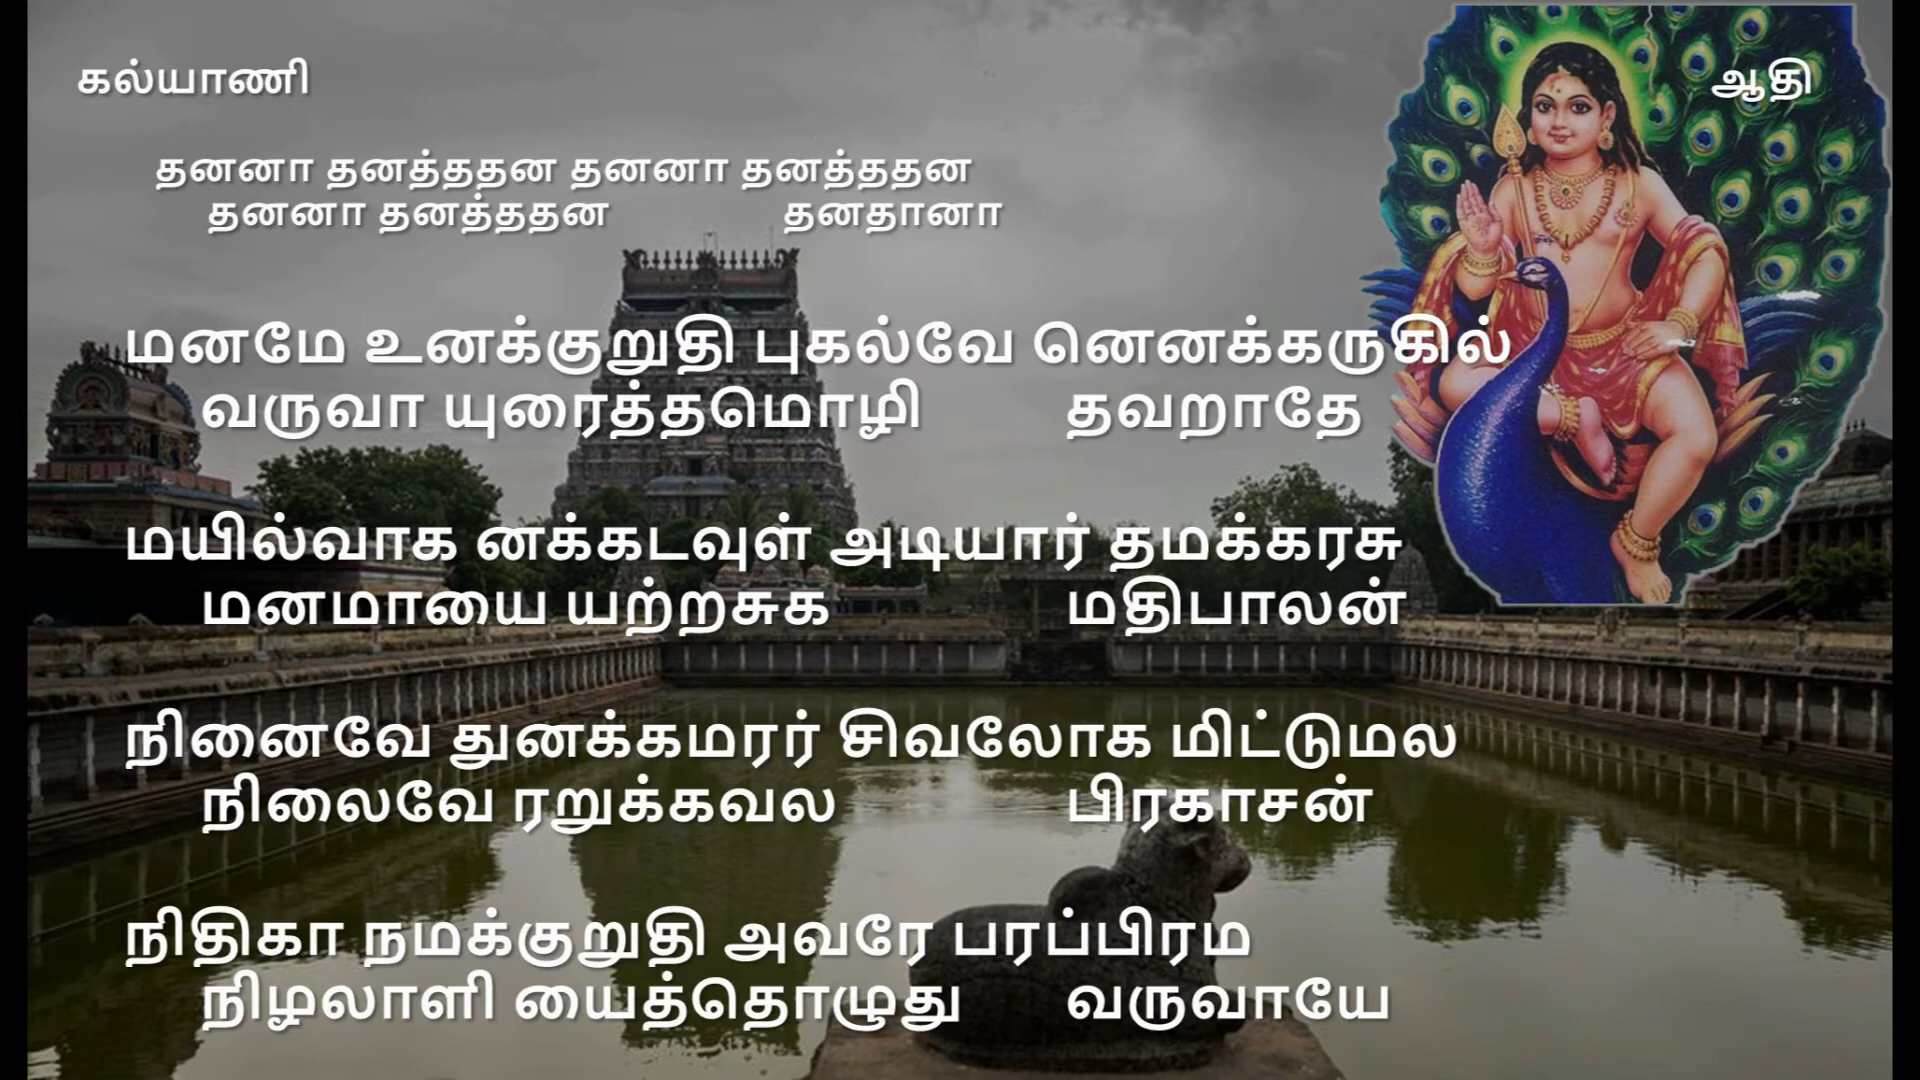 கல்யாணி ஆதி
தனனா தனத்ததன தனனா தனத்ததன
தனனா தனத்ததன தனதானா
மனமே உனக்குறுதி புகல்வே னெனக்கருகில்
வருவா யுரைத்தமொழி தவறாதே
மயில்வாக னக்கடவுள் அடியார் தமக்கரசு
மனமாயை யற்றசுக மதிபாலன்
நினைவே துனக்கமரர் சிவலோக மிட்டுமல
நிலைவே ரறுக்கவல பிரகாசன்
நிதிகா நமக்குறுதி அவரே பரப்பிரம
நிழலாளி யைத்தொழுது வருவாயே